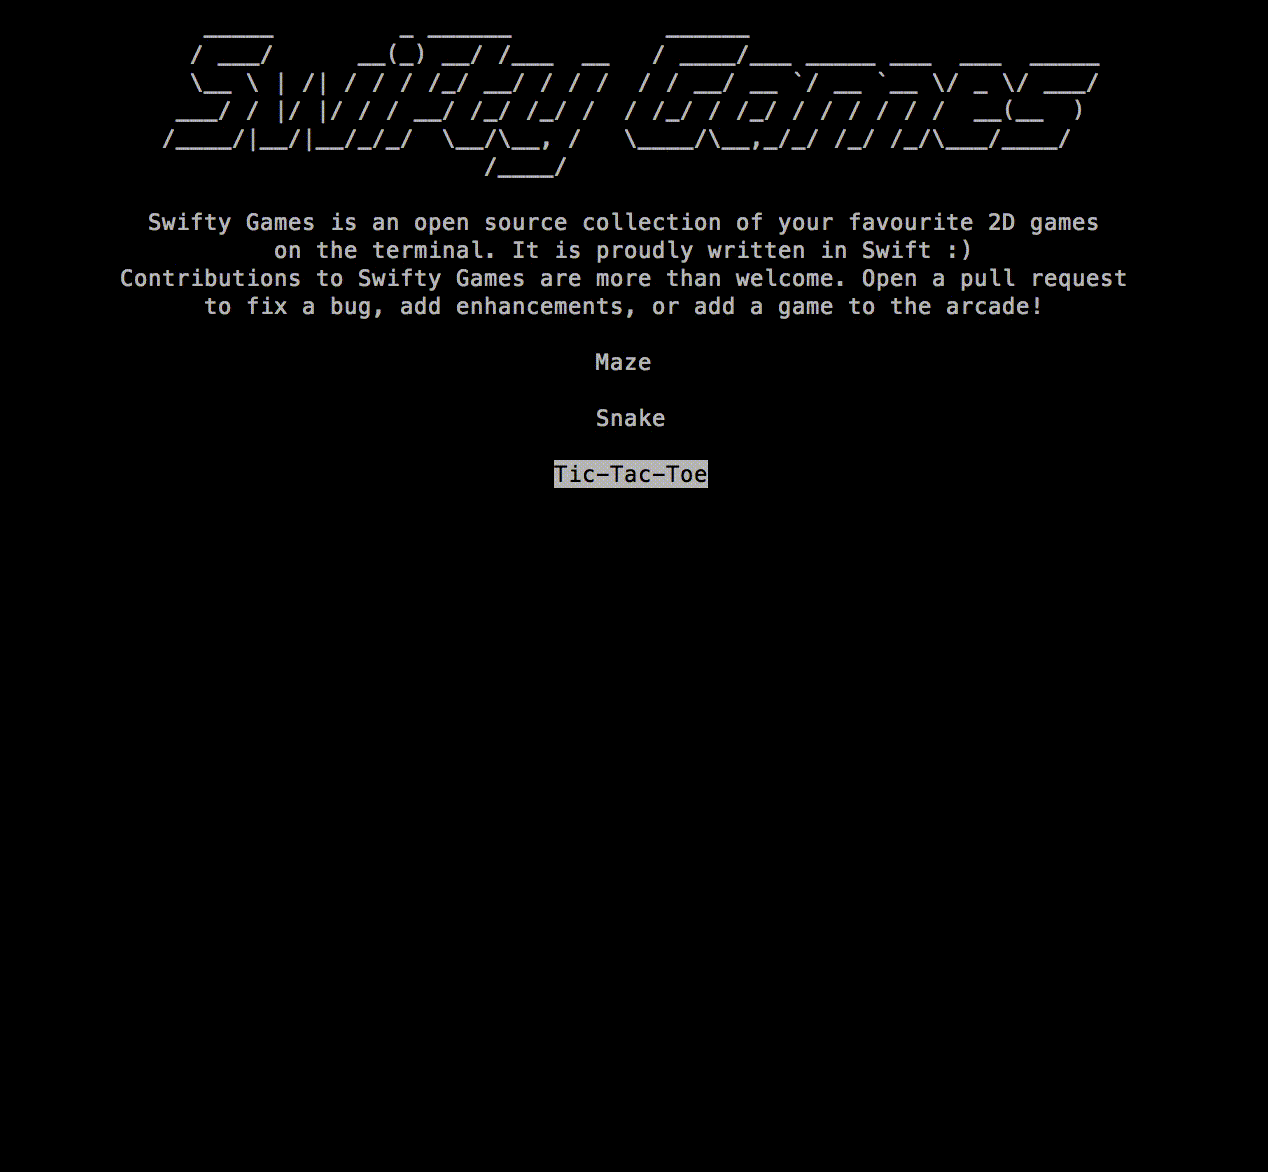 Swifty Games
Swifty Games is an open source collection of your favourite 2D games
on the terminal. It is proudly written in Swift :)
Contributions to Swifty Games are more than welcome. Open a pull request
to fix a bug, add enhancements, or add a game to the arcade!
Maze
Snake
Tic-Tac-Toe